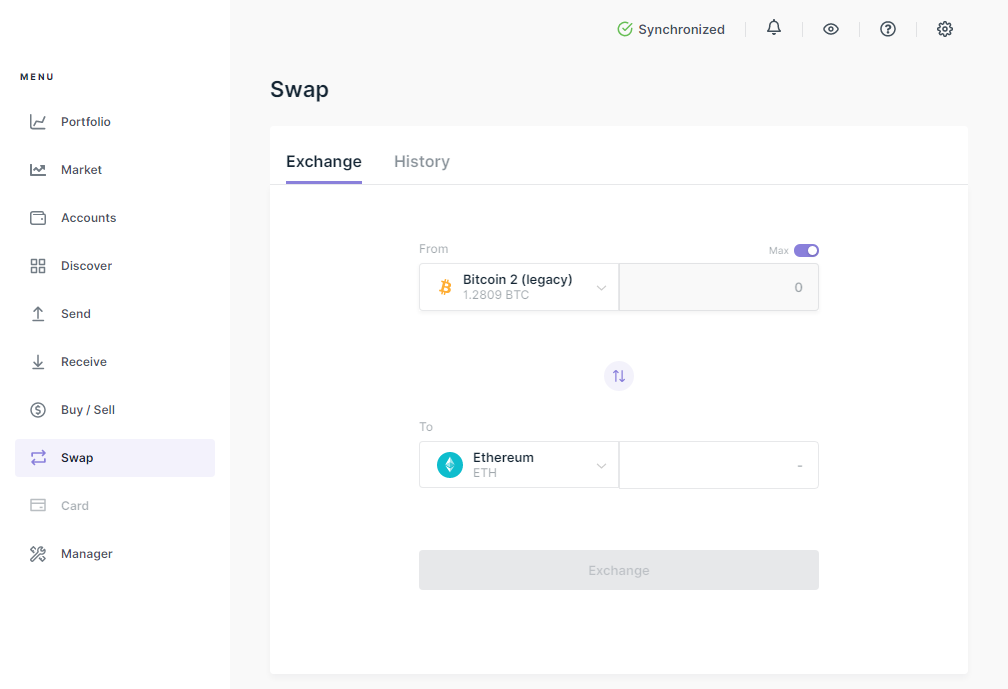 Synchronized
MENU
Swap
Portfolio
Exchange History
Market
Accounts
From Max
Discover
Bitcoin 2 (legacy)
1.2809 BTC
0
Send
Receive
Buy / Sell
To
Swap
Ethereum
ETH
-
Card
Manager
Exchange